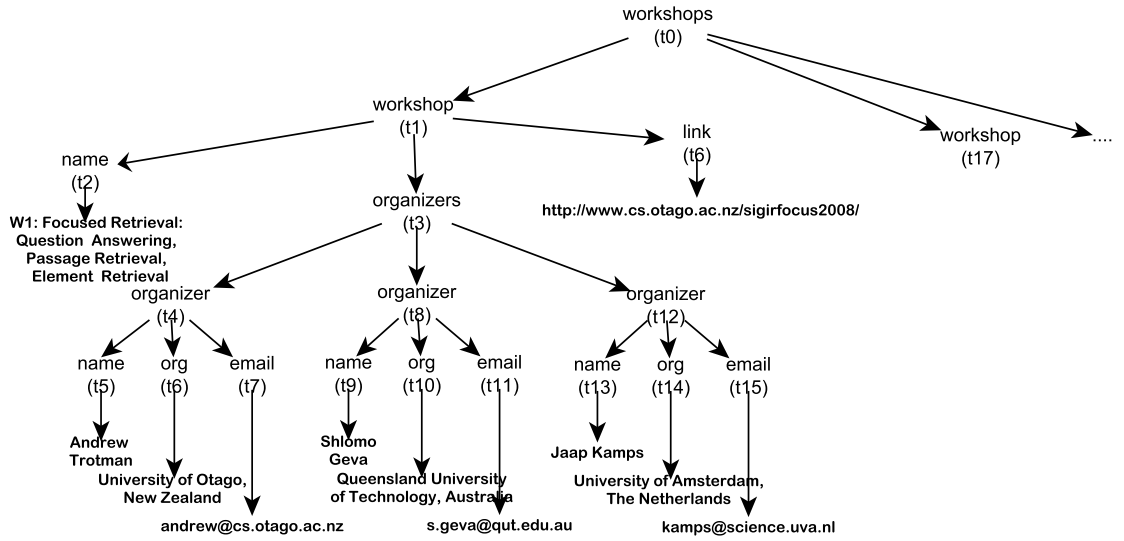 workshops
(t0)
workshop
(t1)
link
(t6)
workshop
(t17)
....
name
(t2)
organizers
(t3)
http://www.cs.otago.ac.nz/sigirfocus2008/
W1: Focused Retrieval:
Question Answering,
Passage Retrieval,
Element Retrieval
organizer
(t4)
organizer
(t8)
organizer
(t12)
name
(t5)
org
(t6)
email
(t7)
name
(t9)
org
(t10)
email
(t11)
name
(t13)
org
(t14)
email
(t15)
Andrew
Trotman
Shlomo
Geva
Jaap Kamps
University of Otago,
New Zealand
Queensland University
of Technology, Australia
University of Amsterdam,
The Netherlands
andrew@cs.otago.ac.nz
s.geva@qut.edu.au
kamps@science.uva.nl